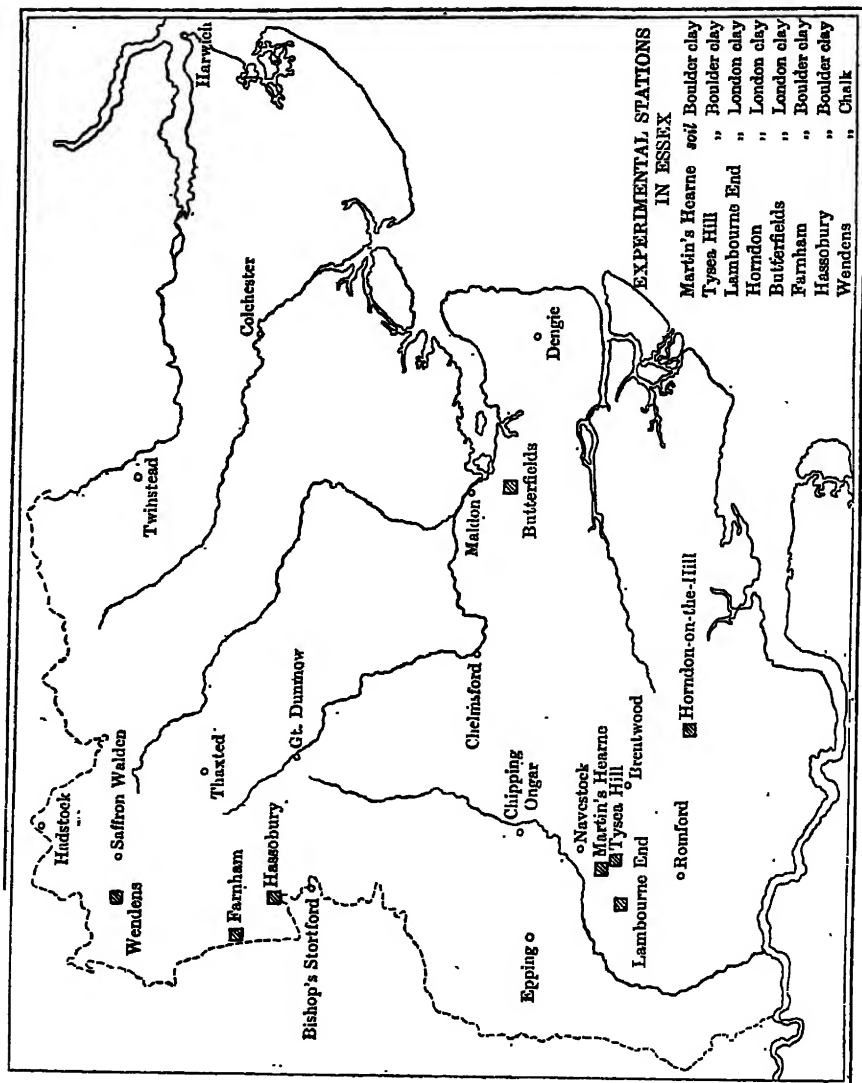 Harwich
Colchester
Twinstead
Hadstock
Saffron Walden
Wendens
Thaxted
Gt. Dunmow
Farnham
Hassobury
Bishop's Stortford
Maldon
Dengie
Butterfields
Chelmsford
Chipping
Ongar
Epping
Navestock
Martin's Hearne
Tysea Hill
Brentwood
Lambourne End
Romford
Horndon-on-the-Hill
EXPERIMENTAL STATIONS
IN ESSEX
Martin's Hearne soil Boulder clay
Tysea Hill „ Boulder clay
Lambourne End „ London clay
Horndon „ London clay
Butterfields „ London clay
Farnham „ Boulder clay
Hassobury „ Boulder clay
Wendens „ Chalk